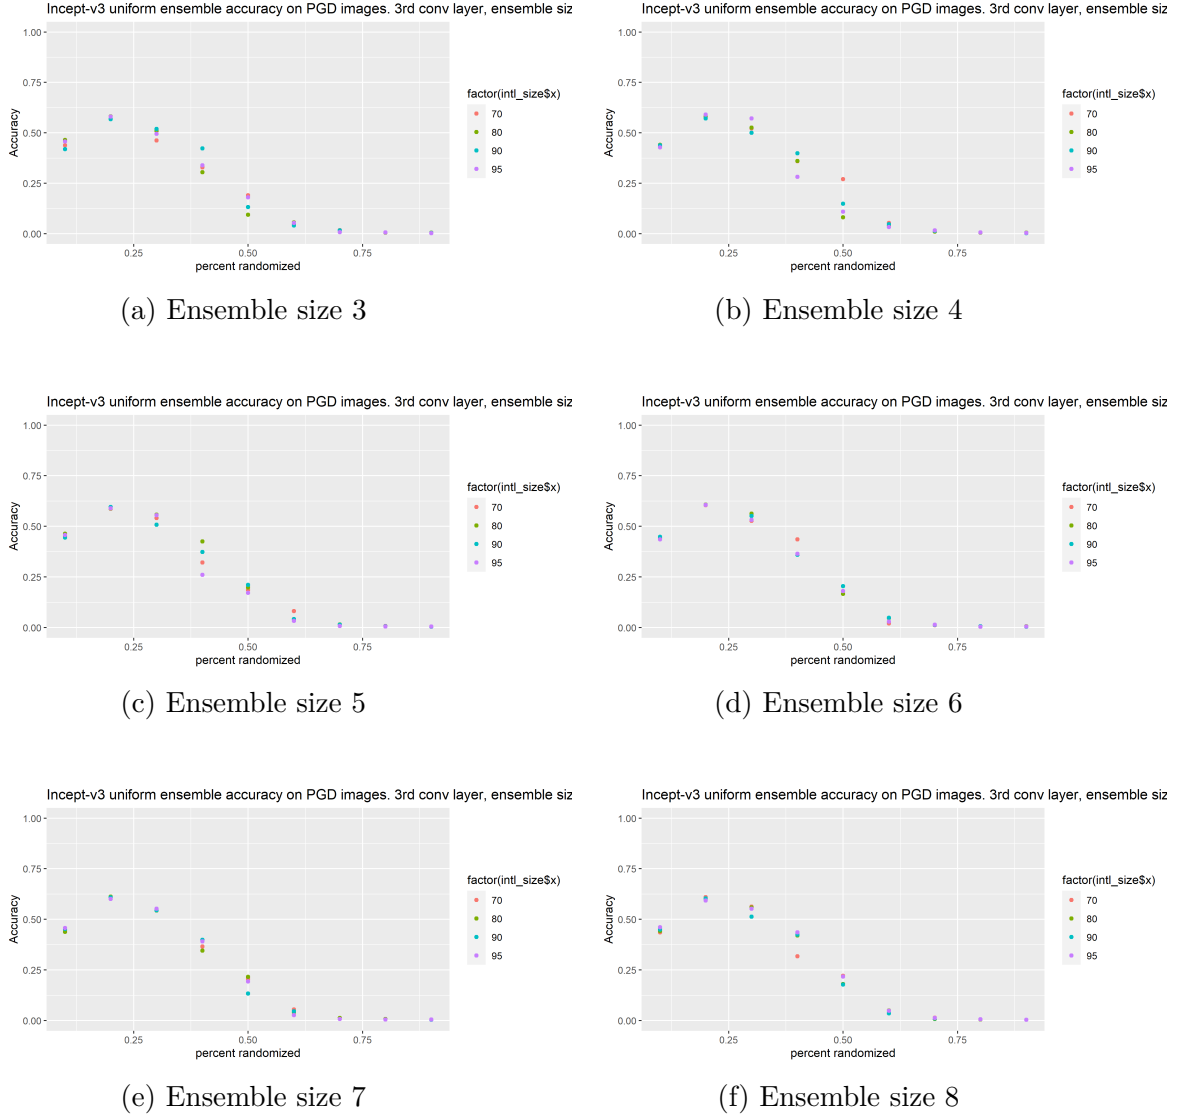 Incept-v3 uniform ensemble accuracy on PGD images. 3rd conv layer, ensemble siz
1.00
0.75
0.50
0.25
0.00
Accuracy
0.25 0.50 0.75
percent randomized
factor(intl_size$x)
70
80
90
95
(a) Ensemble size 3
Incept-v3 uniform ensemble accuracy on PGD images. 3rd conv layer, ensemble siz
1.00
0.75
0.50
0.25
0.00
Accuracy
0.25 0.50 0.75
percent randomized
factor(intl_size$x)
70
80
90
95
(b) Ensemble size 4
Incept-v3 uniform ensemble accuracy on PGD images. 3rd conv layer, ensemble siz
1.00
0.75
0.50
0.25
0.00
Accuracy
0.25 0.50 0.75
percent randomized
factor(intl_size$x)
70
80
90
95
(c) Ensemble size 5
Incept-v3 uniform ensemble accuracy on PGD images. 3rd conv layer, ensemble siz
1.00
0.75
0.50
0.25
0.00
Accuracy
0.25 0.50 0.75
percent randomized
factor(intl_size$x)
70
80
90
95
(d) Ensemble size 6
Incept-v3 uniform ensemble accuracy on PGD images. 3rd conv layer, ensemble siz
1.00
0.75
0.50
0.25
0.00
Accuracy
0.25 0.50 0.75
percent randomized
factor(intl_size$x)
70
80
90
95
(e) Ensemble size 7
Incept-v3 uniform ensemble accuracy on PGD images. 3rd conv layer, ensemble siz
1.00
0.75
0.50
0.25
0.00
Accuracy
0.25 0.50 0.75
percent randomized
factor(intl_size$x)
70
80
90
95
(f) Ensemble size 8